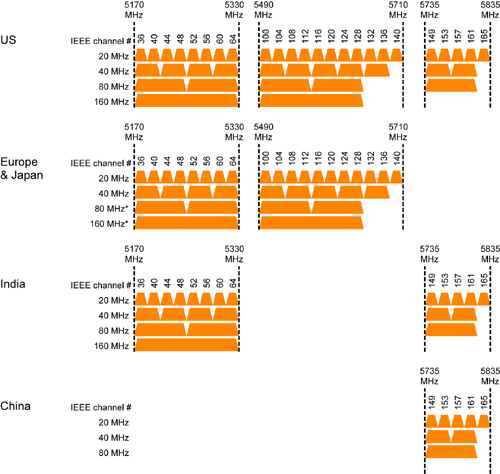 5170 5330 5490 5710 5735 5835
MHz MHz MHz MHz MHz MHz
US
IEEE channel # 36 40 44 48 52 56 60 64 100 104 108 112 116 120 124 128 132 136 140 149 153 157 161 165
20 MHz
40 MHz
80 MHz
160 MHz
5170 5330 5490 5710
MHz MHz MHz MHz
Europe
& Japan
IEEE channel # 36 40 44 48 52 56 60 64 100 104 108 112 116 120 124 128 132 136 140
20 MHz
40 MHz
80 MHz*
160 MHz*
5170 5330 5735 5835
MHz MHz MHz MHz
India
IEEE channel # 36 40 44 48 52 56 60 64 149 153 157 161 165
20 MHz
40 MHz
80 MHz
160 MHz
5735 5835
MHz MHz
China
IEEE channel # 149 153 157 161 165
20 MHz
40 MHz
80 MHz